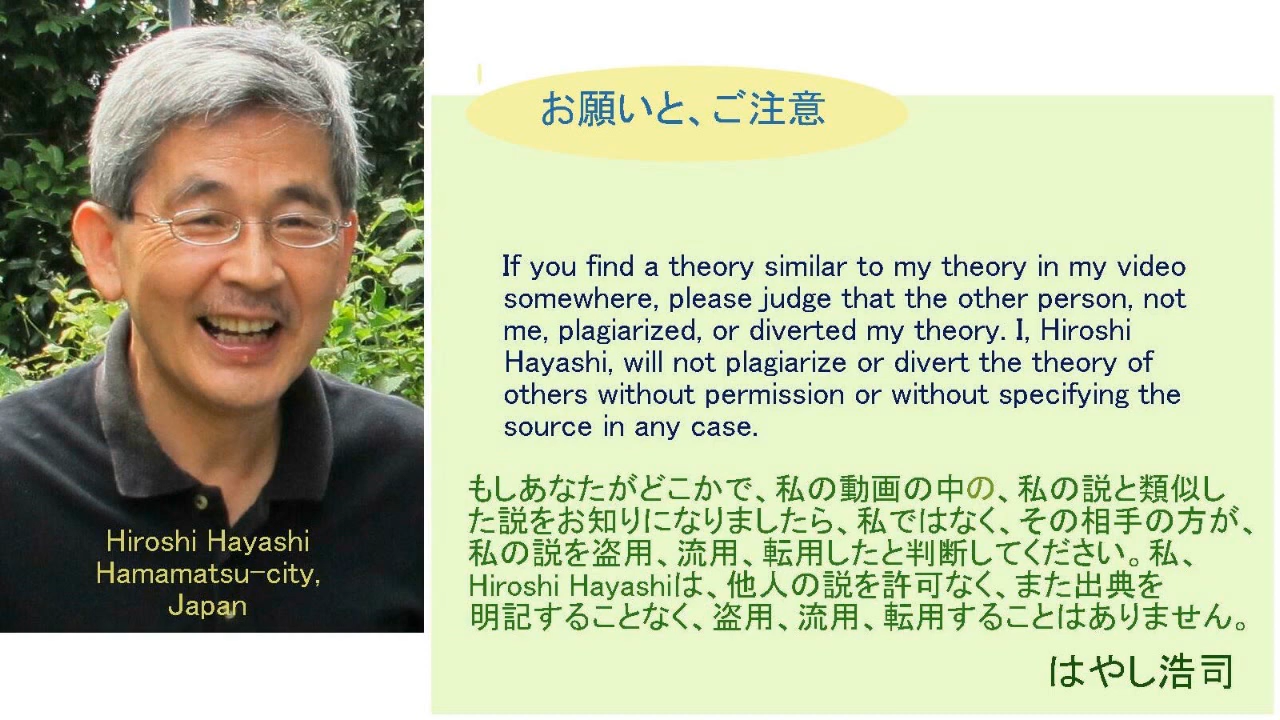 お願いと、ご注意
If you find a theory similar to my theory in my video
somewhere, please judge that the other person, not
me, plagiarized, or diverted my theory. I, Hiroshi
Hayashi, will not plagiarize or divert the theory of
others without permission or without specifying the
source in any case.
もしあなたがどこかで、私の動画の中の、私の説と類似し
た説をお知りになりましたら、私ではなく、その相手の方が、
私の説を盗用、流用、転用したと判断してください。私、
Hiroshi Hayashiは、他人の説を許可なく、また出典を
明記することなく、盗用、流用、転用することはありません。
はやし浩司
Hiroshi Hayashi
Hamamatsu-city,
Japan